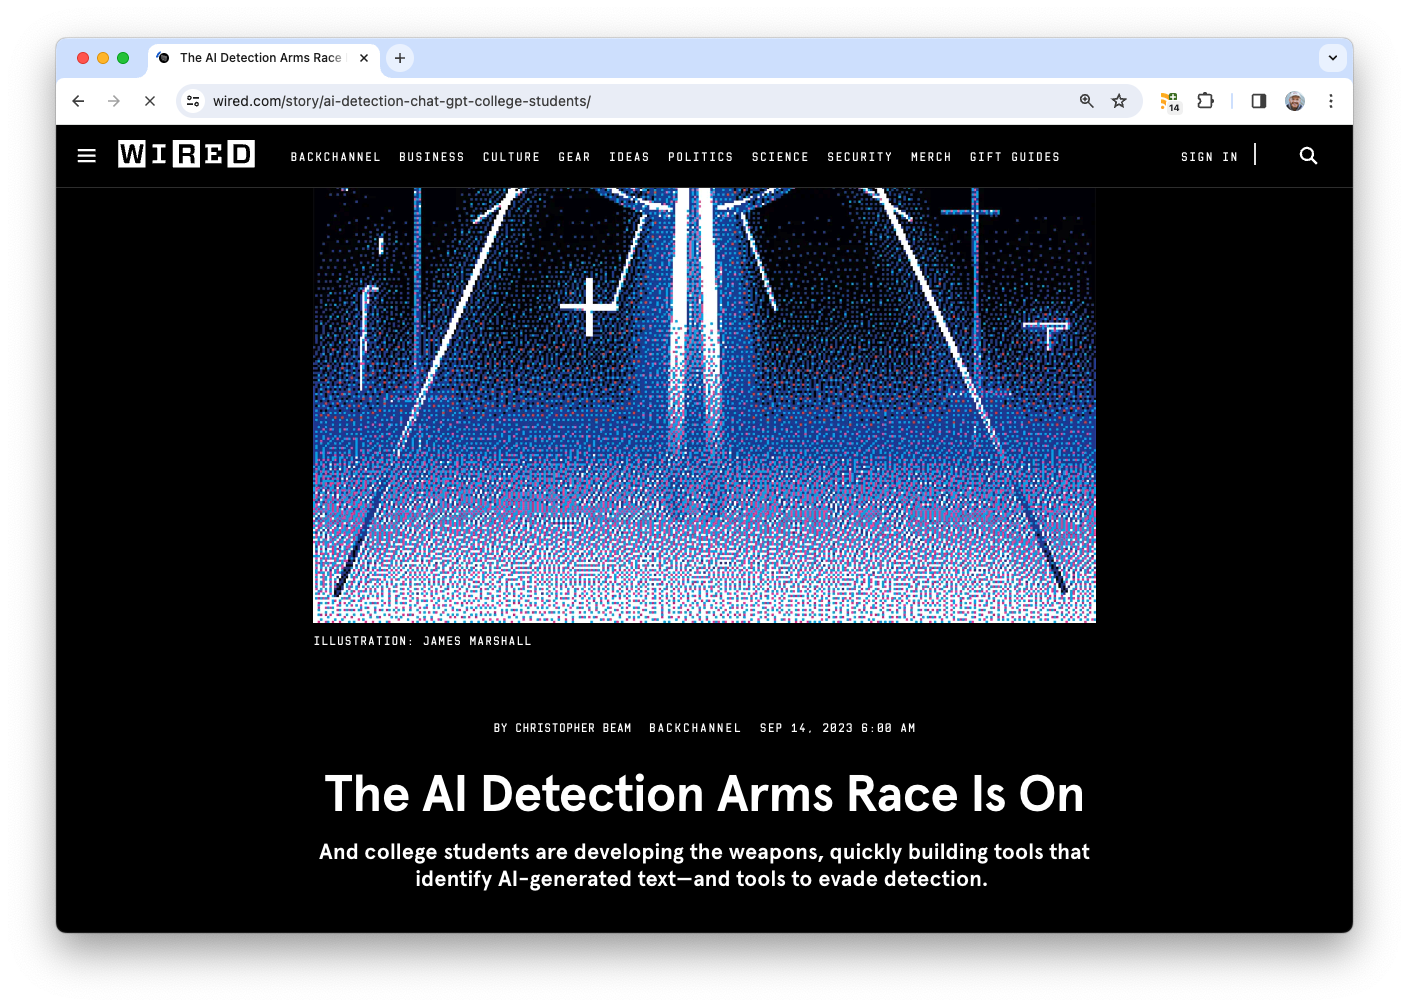 The AI Detection Arms Race
wired.com/story/ai-detection-chat-gpt-college-students/
14
WIRED
BACKCHANNEL BUSINESS CULTURE GEAR IDEAS POLITICS SCIENCE SECURITY MERCH GIFT GUIDES
SIGN IN
ILLUSTRATION: JAMES MARSHALL
BY CHRISTOPHER BEAM BACKCHANNEL SEP 14, 2023 6:00 AM
The AI Detection Arms Race Is On
And college students are developing the weapons, quickly building tools that
identify AI-generated text—and tools to evade detection.